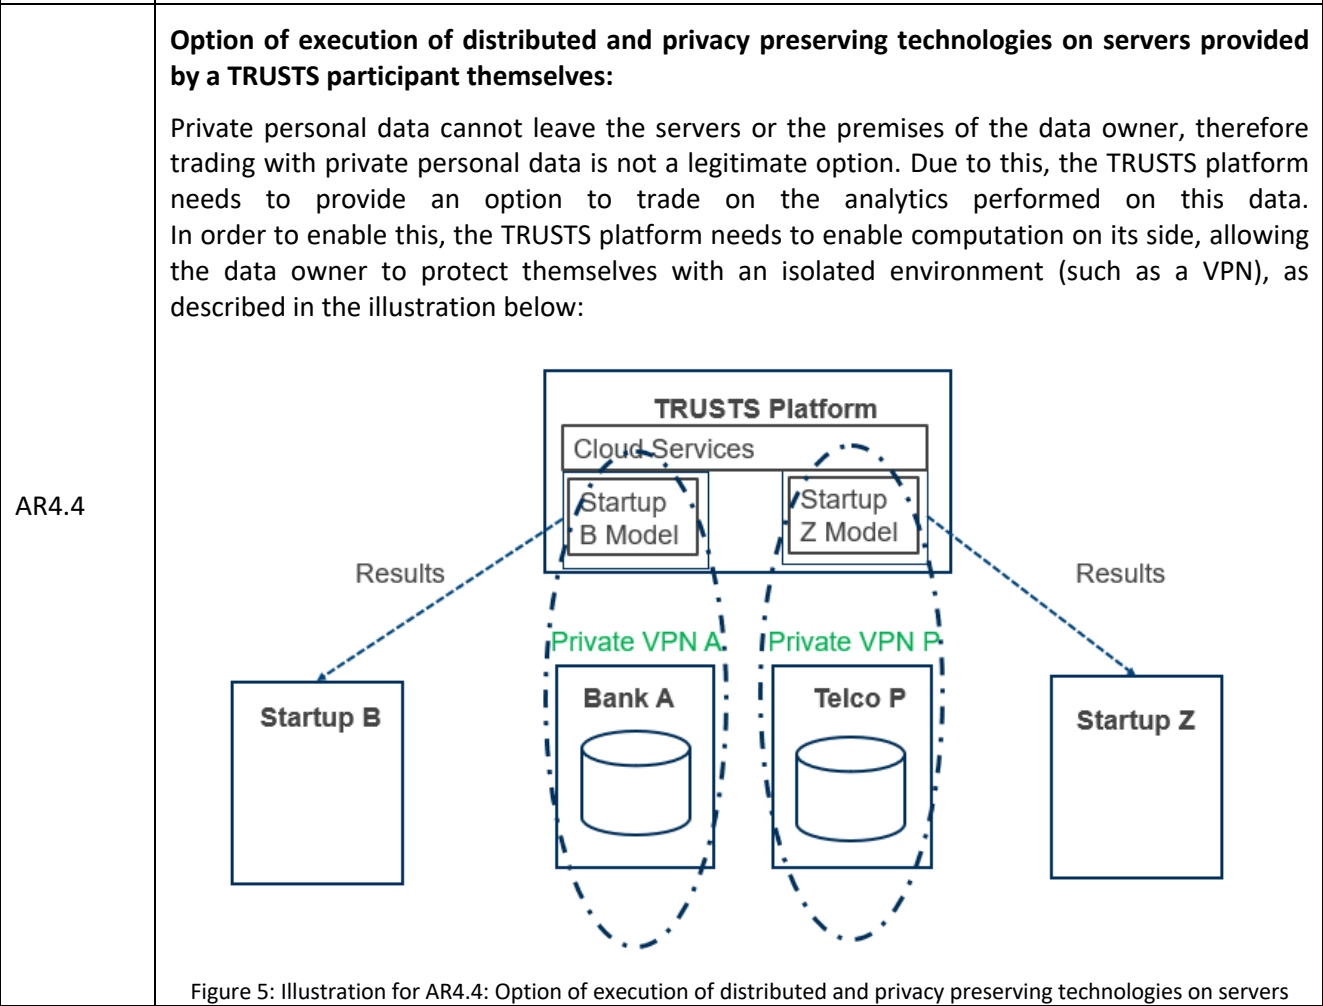 AR4.4
Option of execution of distributed and privacy preserving technologies on servers provided
by a TRUSTS participant themselves:
Private personal data cannot leave the servers or the premises of the data owner, therefore
trading with private personal data is not a legitimate option. Due to this, the TRUSTS platform
needs to provide an option to trade on the analytics performed on this data.
In order to enable this, the TRUSTS platform needs to enable computation on its side, allowing
the data owner to protect themselves with an isolated environment (such as a VPN), as
described in the illustration below:
TRUSTS Platform
Cloud Services
Startup
B Model
Startup
Z Model
Results
Results
Private VPN A
Private VPN P
Startup B
Bank A
Telco P
Startup Z
Figure 5: Illustration for AR4.4: Option of execution of distributed and privacy preserving technologies on servers